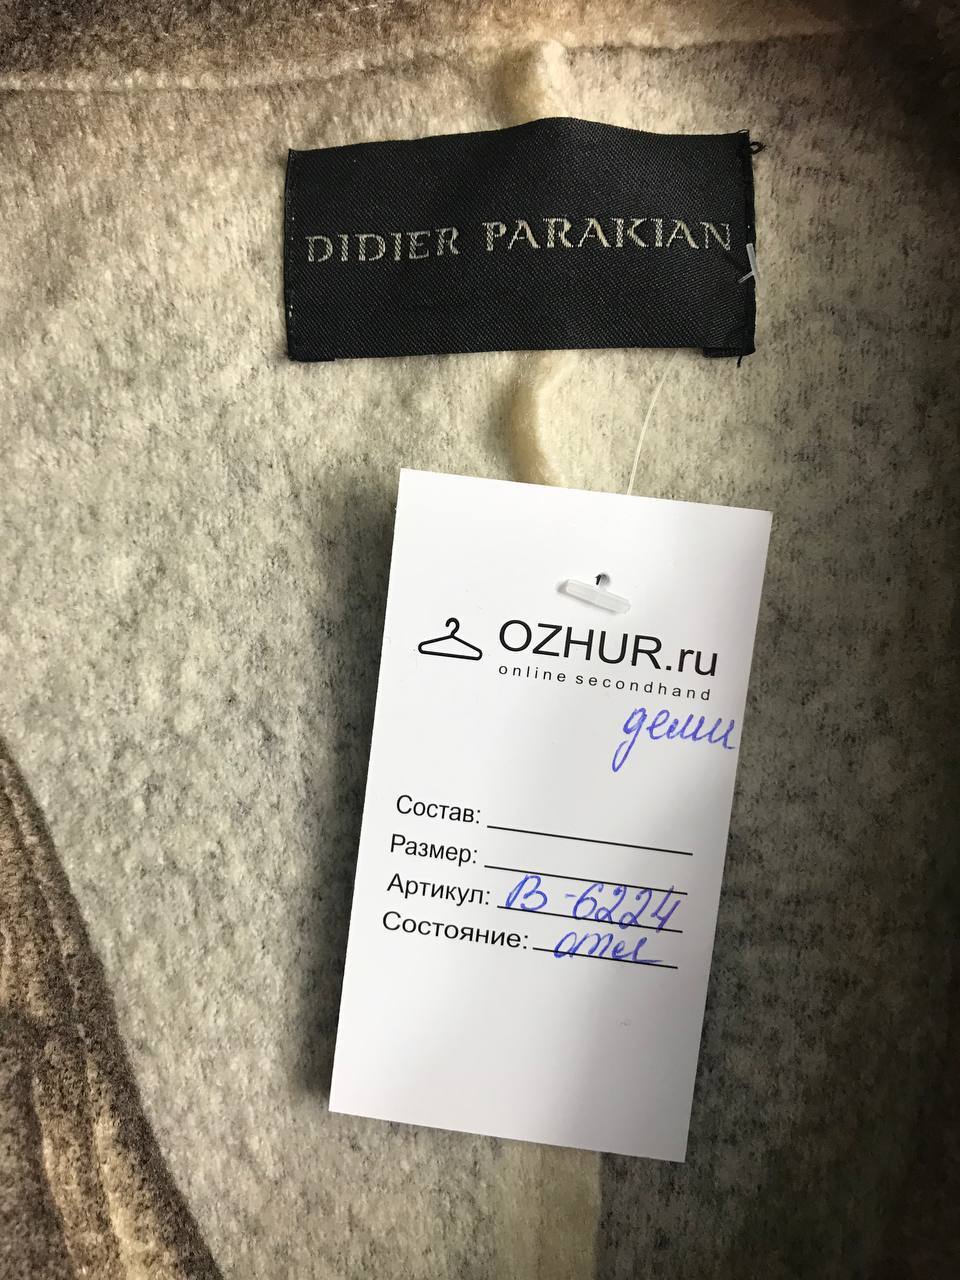 DIDIER PARAKIAN
OZHUR.ru
online secondhand
деми
Состав:
Размер:
Артикул: В-6224
Состояние: отл